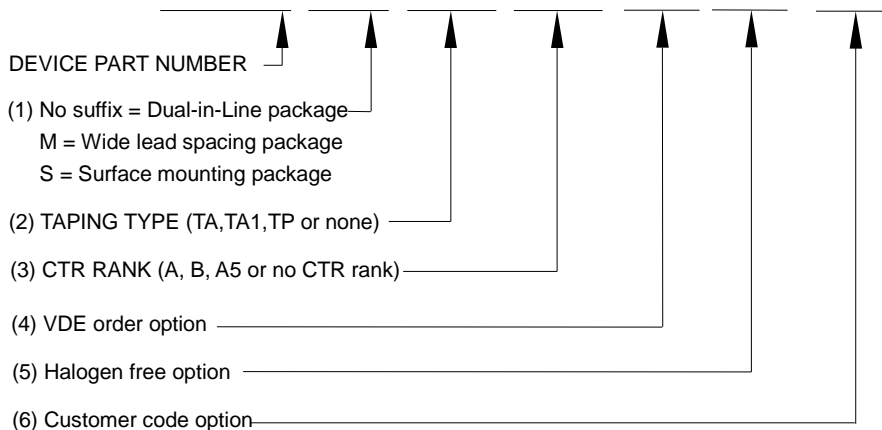 DEVICE PART NUMBER
(1) No suffix = Dual-in-Line package
M = Wide lead spacing package
S = Surface mounting package
(2) TAPING TYPE (TA,TA1,TP or none)
(3) CTR RANK (A, B, A5 or no CTR rank)
(4) VDE order option
(5) Halogen free option
(6) Customer code option